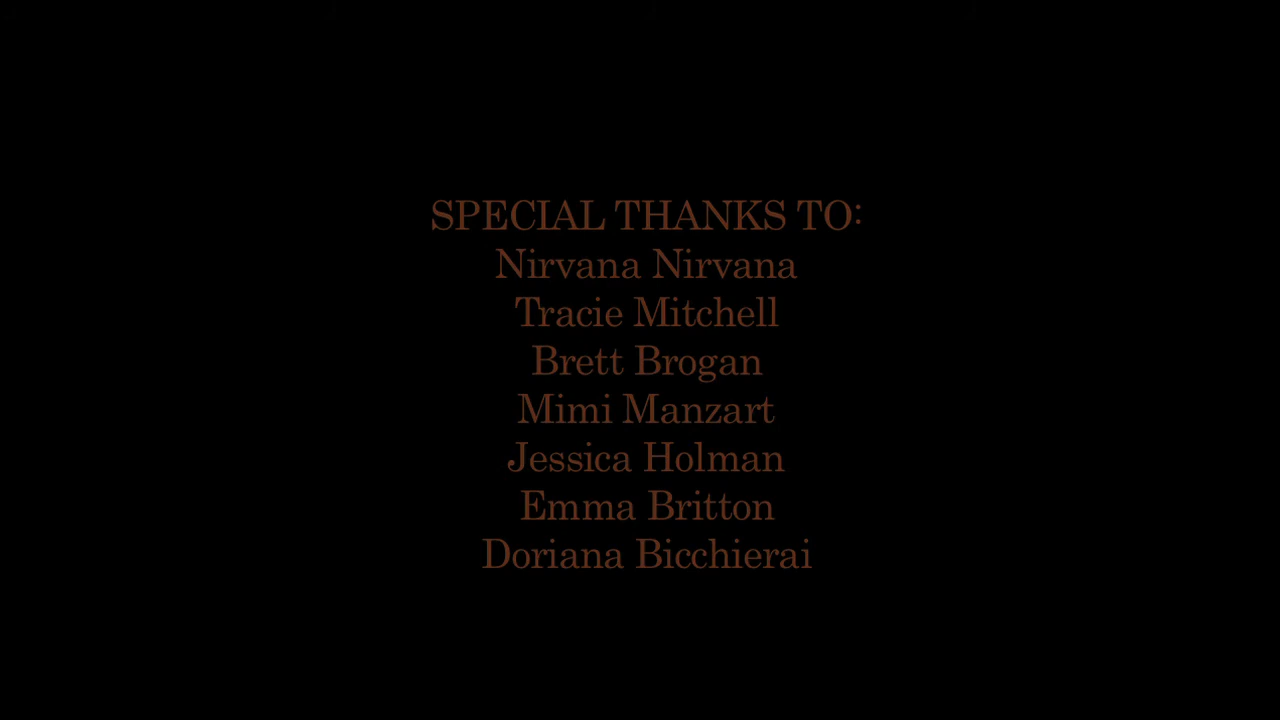 SPECIAL THANKS TO:
Nirvana Nirvana
Tracie Mitchell
Brett Brogan
Mimi Manzart
Jessica Holman
Emma Britton
Doriana Bicchierai